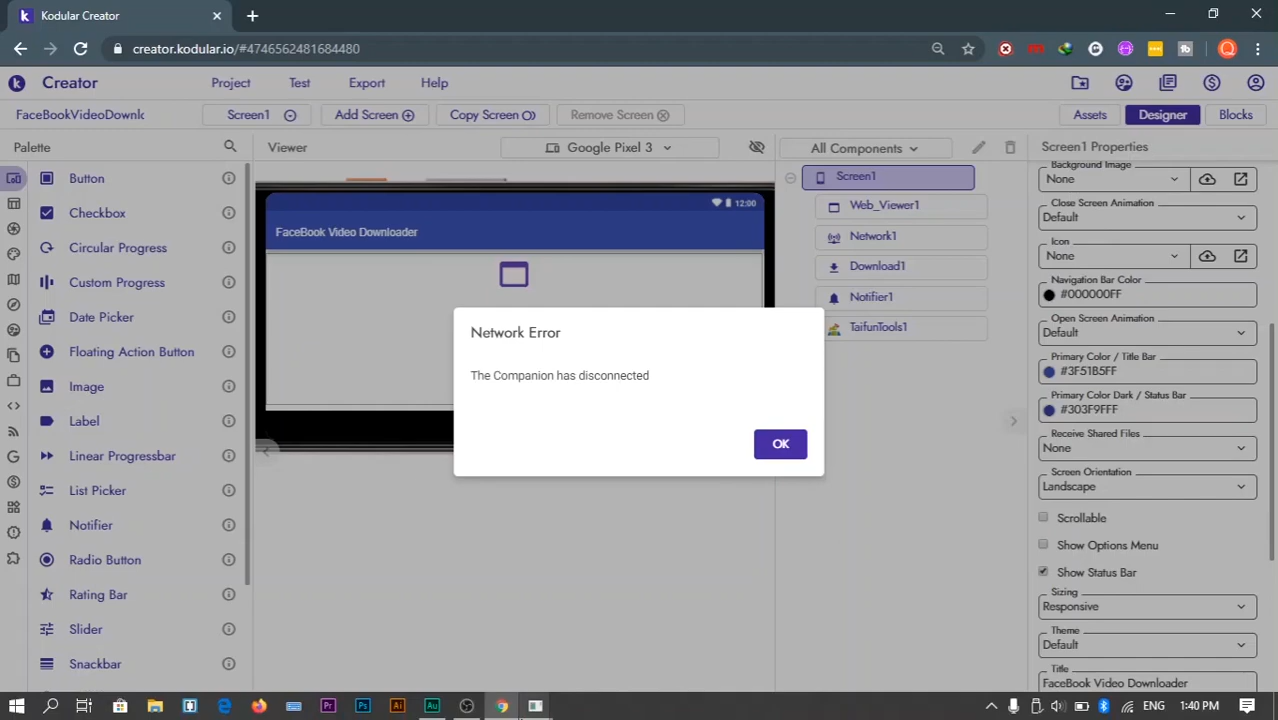 Kodular Creator
creator.kodular.io/#4746562481684480
Creator
Project
Test
Export
Help
FaceBookVideoDownlc
Screen1
Add Screen
Copy Screen
Remove Screen
Assets
Designer
Blocks
Palette
Viewer
Google Pixel 3
All Components
Screen1 Properties
Button
Checkbox
Circular Progress
Custom Progress
Date Picker
Floating Action Button
Image
Label
Linear Progressbar
List Picker
Notifier
Radio Button
Rating Bar
Slider
Snackbar
12:00
FaceBook Video Downloader
Network Error
The Companion has disconnected
OK
Screen1
Web_Viewer1
Network1
Download1
Notifier1
TaifunTools1
Background Image
None
Close Screen Animation
Default
Icon
None
Navigation Bar Color
#000000FF
Open Screen Animation
Default
Primary Color / Title Bar
#3F51B5FF
Primary Color Dark / Status Bar
#303F9FFF
Receive Shared Files
None
Screen Orientation
Landscape
Scrollable
Show Options Menu
Show Status Bar
Sizing
Responsive
Theme
Default
Title
FaceBook Video Downloader
Pr
Ps
Ai
Au
ENG
1:40 PM